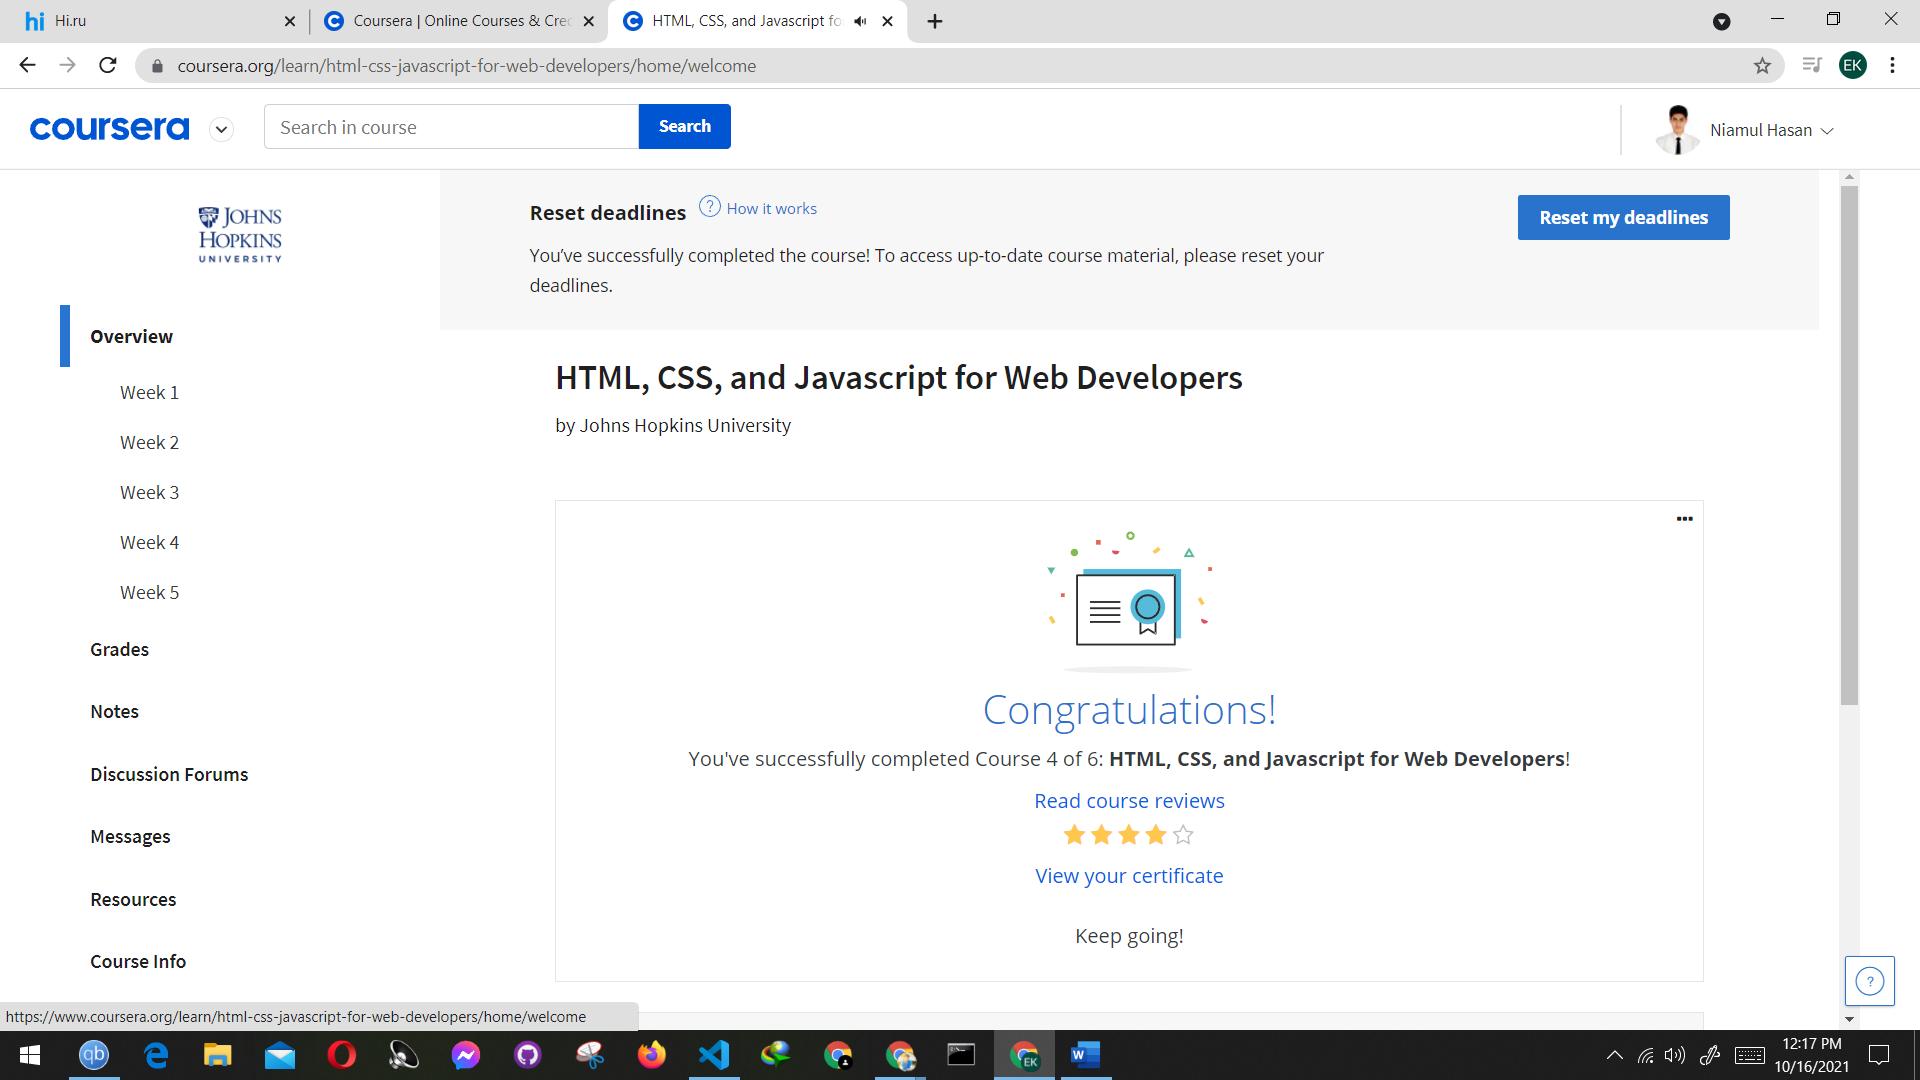 Hi.ru
Coursera | Online Courses & Cred
HTML, CSS, and Javascript fo
coursera.org/learn/html-css-javascript-for-web-developers/home/welcome
EK
coursera
Search in course
Search
Niamul Hasan
JOHNS
HOPKINS
UNIVERSITY
Reset deadlines
How it works
Reset my deadlines
You've successfully completed the course! To access up-to-date course material, please reset your
deadlines.
Overview
Week 1
Week 2
Week 3
Week 4
Week 5
Grades
Notes
Discussion Forums
Messages
Resources
Course Info
HTML, CSS, and Javascript for Web Developers
by Johns Hopkins University
Congratulations!
You've successfully completed Course 4 of 6: HTML, CSS, and Javascript for Web Developers!
Read course reviews
View your certificate
Keep going!
https://www.coursera.org/learn/html-css-javascript-for-web-developers/home/welcome
12:17 PM
10/16/2021